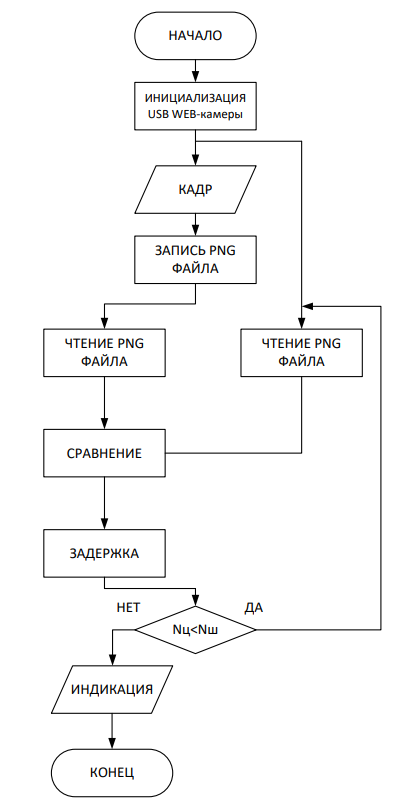 НАЧАЛО
ИНИЦИАЛИЗАЦИЯ
USB WEB-камеры
КАДР
ЗАПИСЬ PNG
ФАЙЛА
ЧТЕНИЕ PNG
ФАЙЛА
ЧТЕНИЕ PNG
ФАЙЛА
СРАВНЕНИЕ
ЗАДЕРЖКА
НЕТ
ДА
Nц<Nш
ИНДИКАЦИЯ
КОНЕЦ